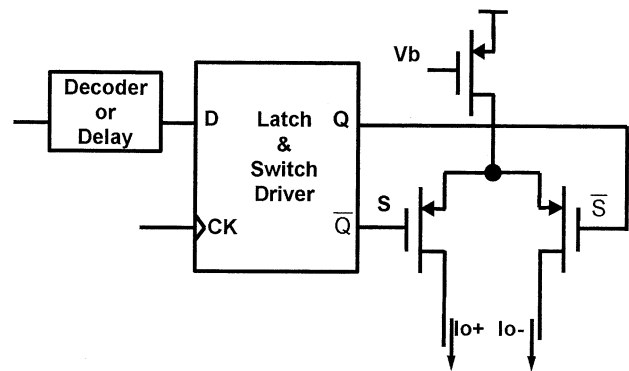 Vb
Decoder
or
Delay
D
Latch
&
Switch
Driver
Q
CK
Q̅
S
S̅
Io+
Io-